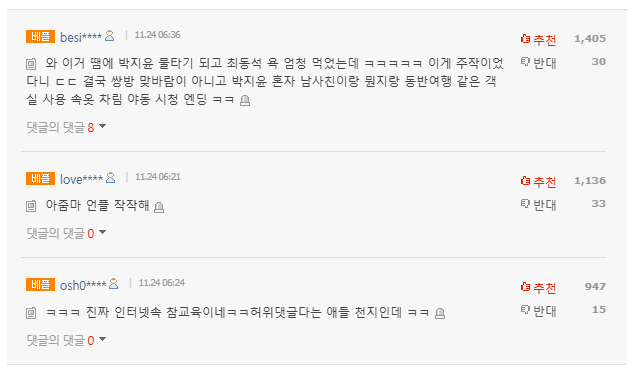 베플 besi**** | 11.24 06:36 추천 1,405
와 이거 땜에 박지윤 물타기 되고 최동석 욕 엄청 먹었는데 ㅋㅋㅋㅋㅋ 이게 주작이었 반대 30
다니 ㄷㄷ 결국 쌍방 맞바람이 아니고 박지윤 혼자 남사친이랑 뭔지랑 동반여행 같은 객
실 사용 속옷 차림 야동 시청 엔딩 ㅋㅋ
댓글의 댓글 8
베플 love**** | 11.24 06:21 추천 1,136
아줌마 언플 작작해 반대 33
댓글의 댓글 0
베플 osh0**** | 11.24 06:24 추천 947
ㅋㅋㅋ 진짜 인터넷속 참교육이네ㅋㅋ허위댓글다는 애들 천지인데 ㅋㅋ 반대 15
댓글의 댓글 0